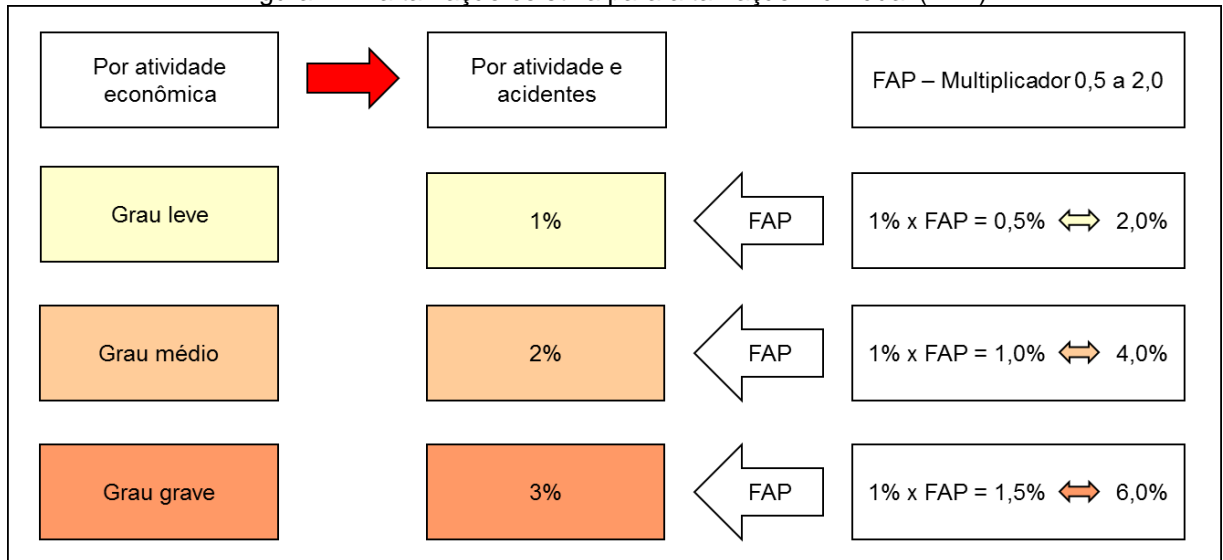 Por atividade
econômica
Por atividade e
acidentes
FAP – Multiplicador 0,5 a 2,0
Grau leve
1%
FAP
1% x FAP = 0,5% 2,0%
Grau médio
2%
FAP
1% x FAP = 1,0% 4,0%
Grau grave
3%
FAP
1% x FAP = 1,5% 6,0%